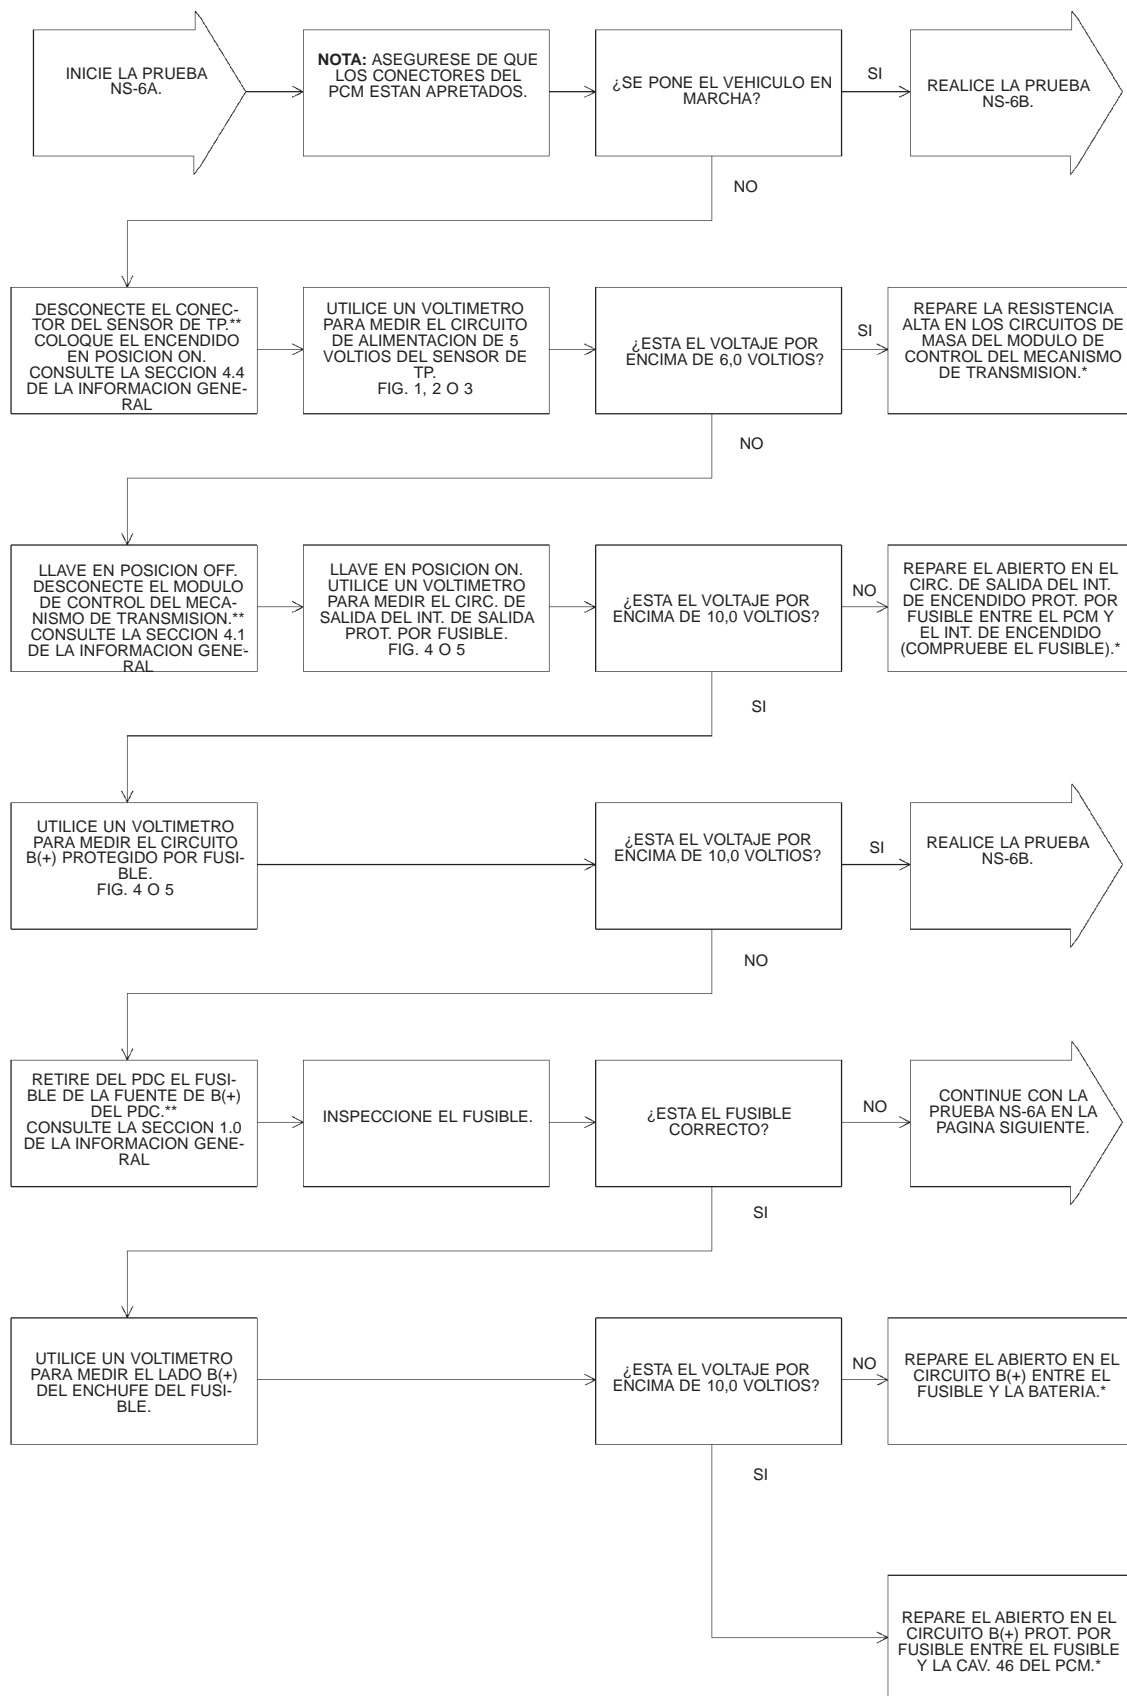 INICIE LA PRUEBA
NS-6A.
NOTA: ASEGURESE DE QUE
LOS CONECTORES DEL
PCM ESTAN APRETADOS.
¿SE PONE EL VEHICULO EN
MARCHA?
SI
REALICE LA PRUEBA
NS-6B.
NO
DESCONECTE EL CONEC-
TOR DEL SENSOR DE TP.**
COLOQUE EL ENCENDIDO
EN POSICION ON.
CONSULTE LA SECCION 4.4
DE LA INFORMACION GENE-
RAL
UTILICE UN VOLTIMETRO
PARA MEDIR EL CIRCUITO
DE ALIMENTACION DE 5
VOLTIOS DEL SENSOR DE
TP.
FIG. 1, 2 O 3
¿ESTA EL VOLTAJE POR
ENCIMA DE 6,0 VOLTIOS?
SI
REPARE LA RESISTENCIA
ALTA EN LOS CIRCUITOS DE
MASA DEL MODULO DE
CONTROL DEL MECANISMO
DE TRANSMISION.*
NO
LLAVE EN POSICION OFF.
DESCONECTE EL MODULO
DE CONTROL DEL MECA-
NISMO DE TRANSMISION.**
CONSULTE LA SECCION 4.1
DE LA INFORMACION GENE-
RAL
LLAVE EN POSICION ON.
UTILICE UN VOLTIMETRO
PARA MEDIR EL CIRC. DE
SALIDA DEL INT. DE SALIDA
PROT. POR FUSIBLE.
FIG. 4 O 5
¿ESTA EL VOLTAJE POR
ENCIMA DE 10,0 VOLTIOS?
NO
REPARE EL ABIERTO EN EL
CIRC. DE SALIDA DEL INT.
DE ENCENDIDO PROT. POR
FUSIBLE ENTRE EL PCM Y
EL INT. DE ENCENDIDO
(COMPRUEBE EL FUSIBLE).*
SI
UTILICE UN VOLTIMETRO
PARA MEDIR EL CIRCUITO
B(+) PROTEGIDO POR FUSI-
BLE.
FIG. 4 O 5
¿ESTA EL VOLTAJE POR
ENCIMA DE 10,0 VOLTIOS?
SI
REALICE LA PRUEBA
NS-6B.
NO
RETIRE DEL PDC EL FUSI-
BLE DE LA FUENTE DE B(+)
DEL PDC.**
CONSULTE LA SECCION 1.0
DE LA INFORMACION GENE-
RAL
INSPECCIONE EL FUSIBLE.
¿ESTA EL FUSIBLE
CORRECTO?
NO
CONTINUE CON LA
PRUEBA NS-6A EN LA
PAGINA SIGUIENTE.
SI
UTILICE UN VOLTIMETRO
PARA MEDIR EL LADO B(+)
DEL ENCHUFE DEL FUSI-
BLE.
¿ESTA EL VOLTAJE POR
ENCIMA DE 10,0 VOLTIOS?
NO
REPARE EL ABIERTO EN EL
CIRCUITO B(+) ENTRE EL
FUSIBLE Y LA BATERIA.*
SI
REPARE EL ABIERTO EN EL
CIRCUITO B(+) PROT. POR
FUSIBLE ENTRE EL FUSIBLE
Y LA CAV. 46 DEL PCM.*